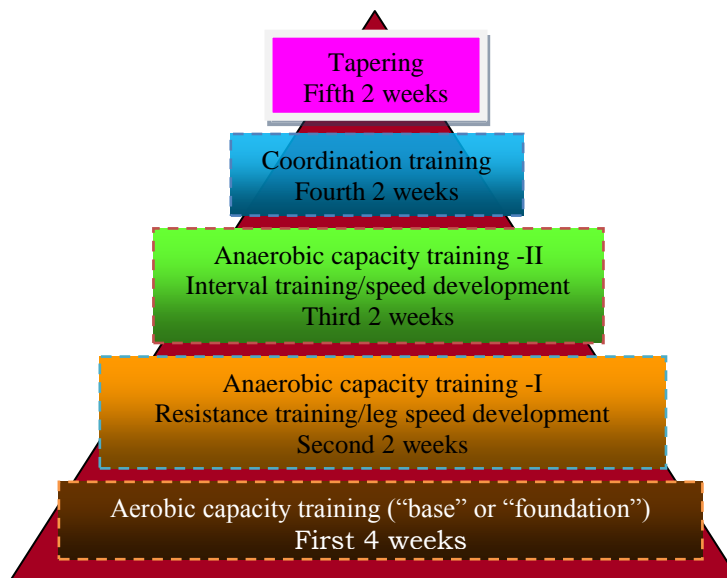 Tapering
Fifth 2 weeks
Coordination training
Fourth 2 weeks
Anaerobic capacity training -II
Interval training/speed development
Third 2 weeks
Anaerobic capacity training -I
Resistance training/leg speed development
Second 2 weeks
Aerobic capacity training (“base” or “foundation”)
First 4 weeks